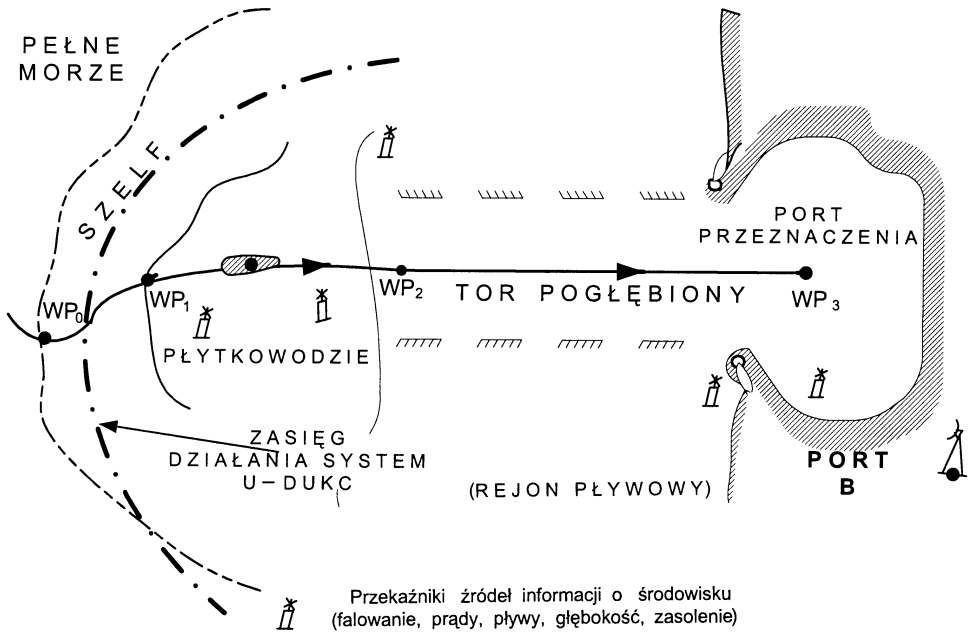 PEŁNE
MORZE
SZELF
WP₀
WP₁
WP₂
WP₃
PORT
PRZEZNACZENIA
TOR POGŁĘBIONY
PŁYTKOWODZIE
ZASIĘG
DZIAŁANIA SYSTEM
U–DUKC
(REJON PŁYWOWY)
PORT
B
Przekaźniki źródeł informacji o środowisku
(falowanie, prądy, pływy, głębokość, zasolenie)